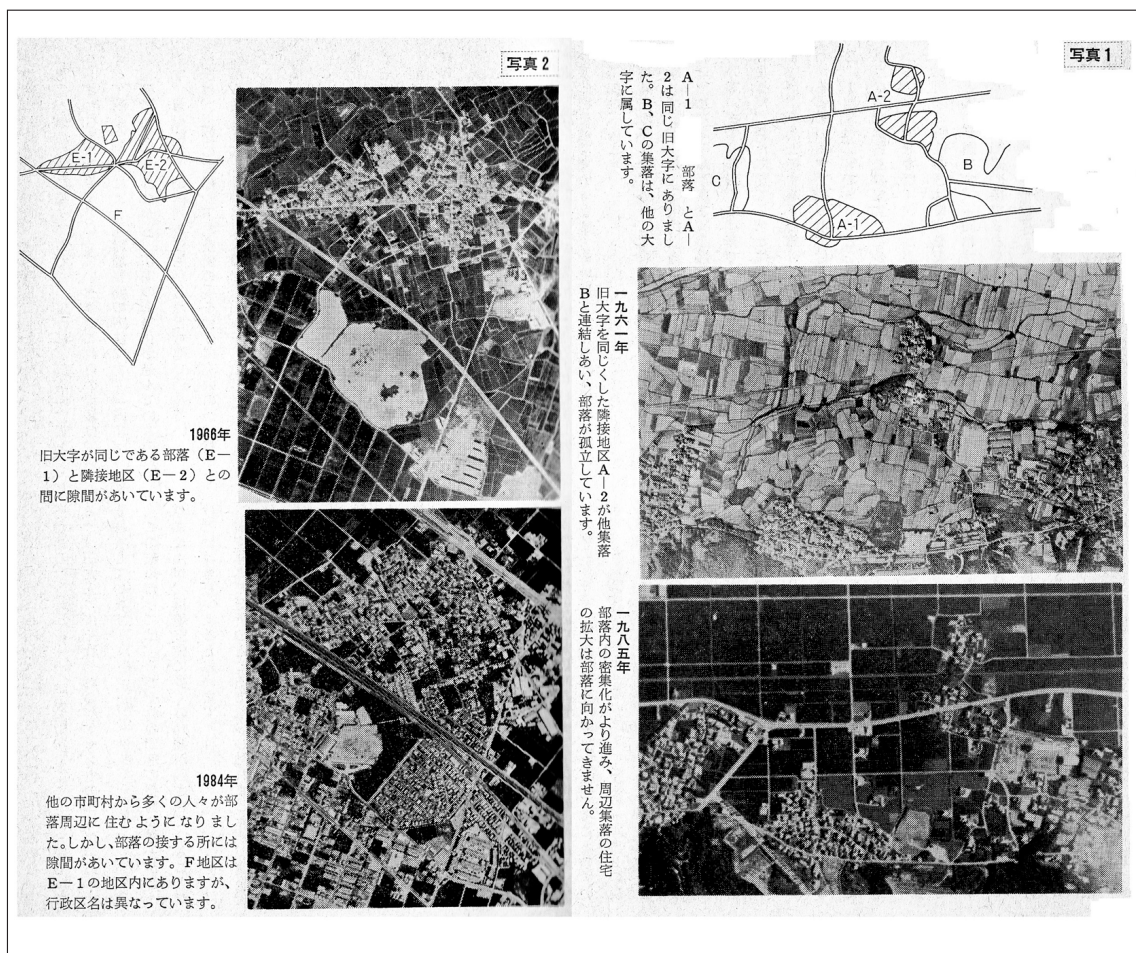 写真1
A―1　　　部落　とA―
2は同じ旧大字にありまし
た。B、Cの集落は、他の大
字に属しています。
A-2
B
C
A-1
一九六一年
旧大字を同じくした隣接地区A―2が他集落
Bと連結しあい、部落が孤立しています。
一九八五年
部落内の密集化がより進み、周辺集落の住宅
の拡大は部落に向かってきません。
写真2
E-1
E-2
F
1966年
旧大字が同じである部落(E―
1)と隣接地区(E―2)との
間に隙間があいています。
1984年
他の市町村から多くの人々が部
落周辺に住むようになりまし
た。しかし、部落の接する所には
隙間があいています。F地区は
E―1の地区内にありますが、
行政区名は異なっています。